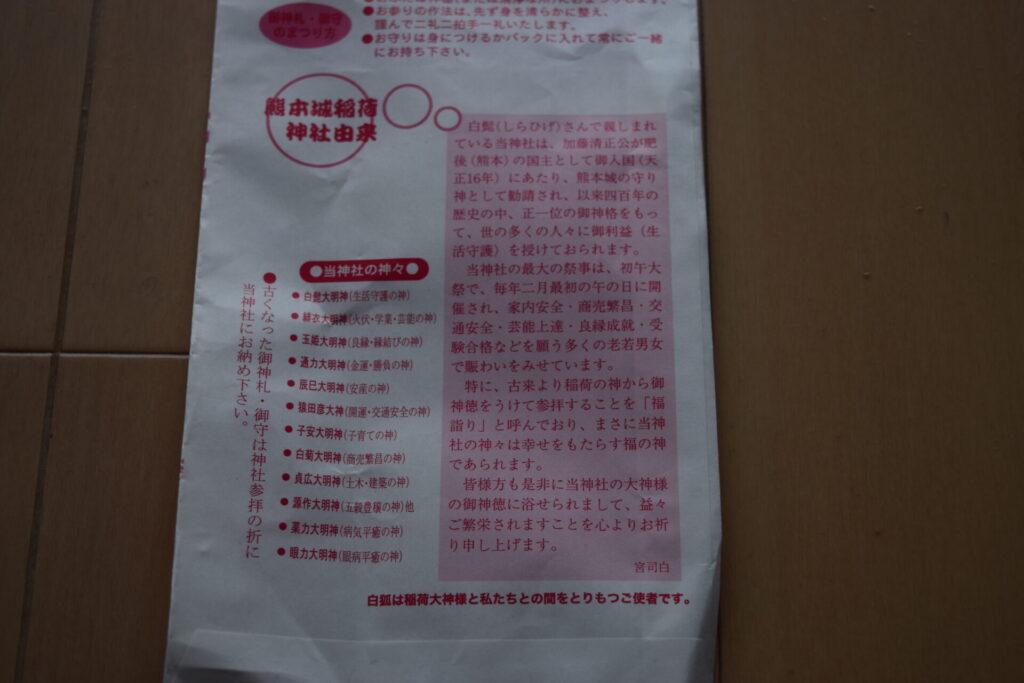 御神札・御守
のまつり方
●お参りの作法は、先ず身を清らかに整え、
謹んで二礼二拍手一礼いたします。
●お守りは身につけるかバックに入れて常にご一緒
にお持ち下さい。
熊本城稲荷
神社由来
白髭(しらひげ)さんで親しまれ
ている当神社は、加藤清正公が肥
後(熊本)の国主として御入国(天
正16年)にあたり、熊本城の守り
神として勧請され、以来四百年の
歴史の中、正一位の御神格をもっ
て、世の多くの人々に御利益(生
活守護)を授けておられます。
当神社の最大の祭事は、初午大
祭で、毎年二月最初の午の日に開
催され、家内安全・商売繁昌・交
通安全・芸能上達・良縁成就・受
験合格などを願う多くの老若男女
で賑わいをみせています。
特に、古来より稲荷の神から御
神徳をうけて参拝することを「福
詣り」と呼んでおり、まさに当神
社の神々は幸せをもたらす福の神
であられます。
皆様方も是非に当神社の大神様
の御神徳に浴せられまして、益々
ご繁栄されますことを心よりお祈
り申し上げます。
宮司白
●当神社の神々●
●白髭大明神(生活守護の神)
●緋衣大明神(火伏・学業・芸能の神)
●玉姫大明神(良縁・縁結びの神)
●通力大明神(金運・勝負の神)
●辰巳大明神(安産の神)
●猿田彦大神(開運・交通安全の神)
●子安大明神(子育ての神)
●白菊大明神(商売繁昌の神)
●貞広大明神(土木・建築の神)
●源作大明神(五穀豊穣の神)他
●薬力大明神(病気平癒の神)
●眼力大明神(眼病平癒の神)
●古くなった御神札・御守は神社参拝の折に
当神社にお納め下さい。
白狐は稲荷大神様と私たちとの間をとりもつご使者です。